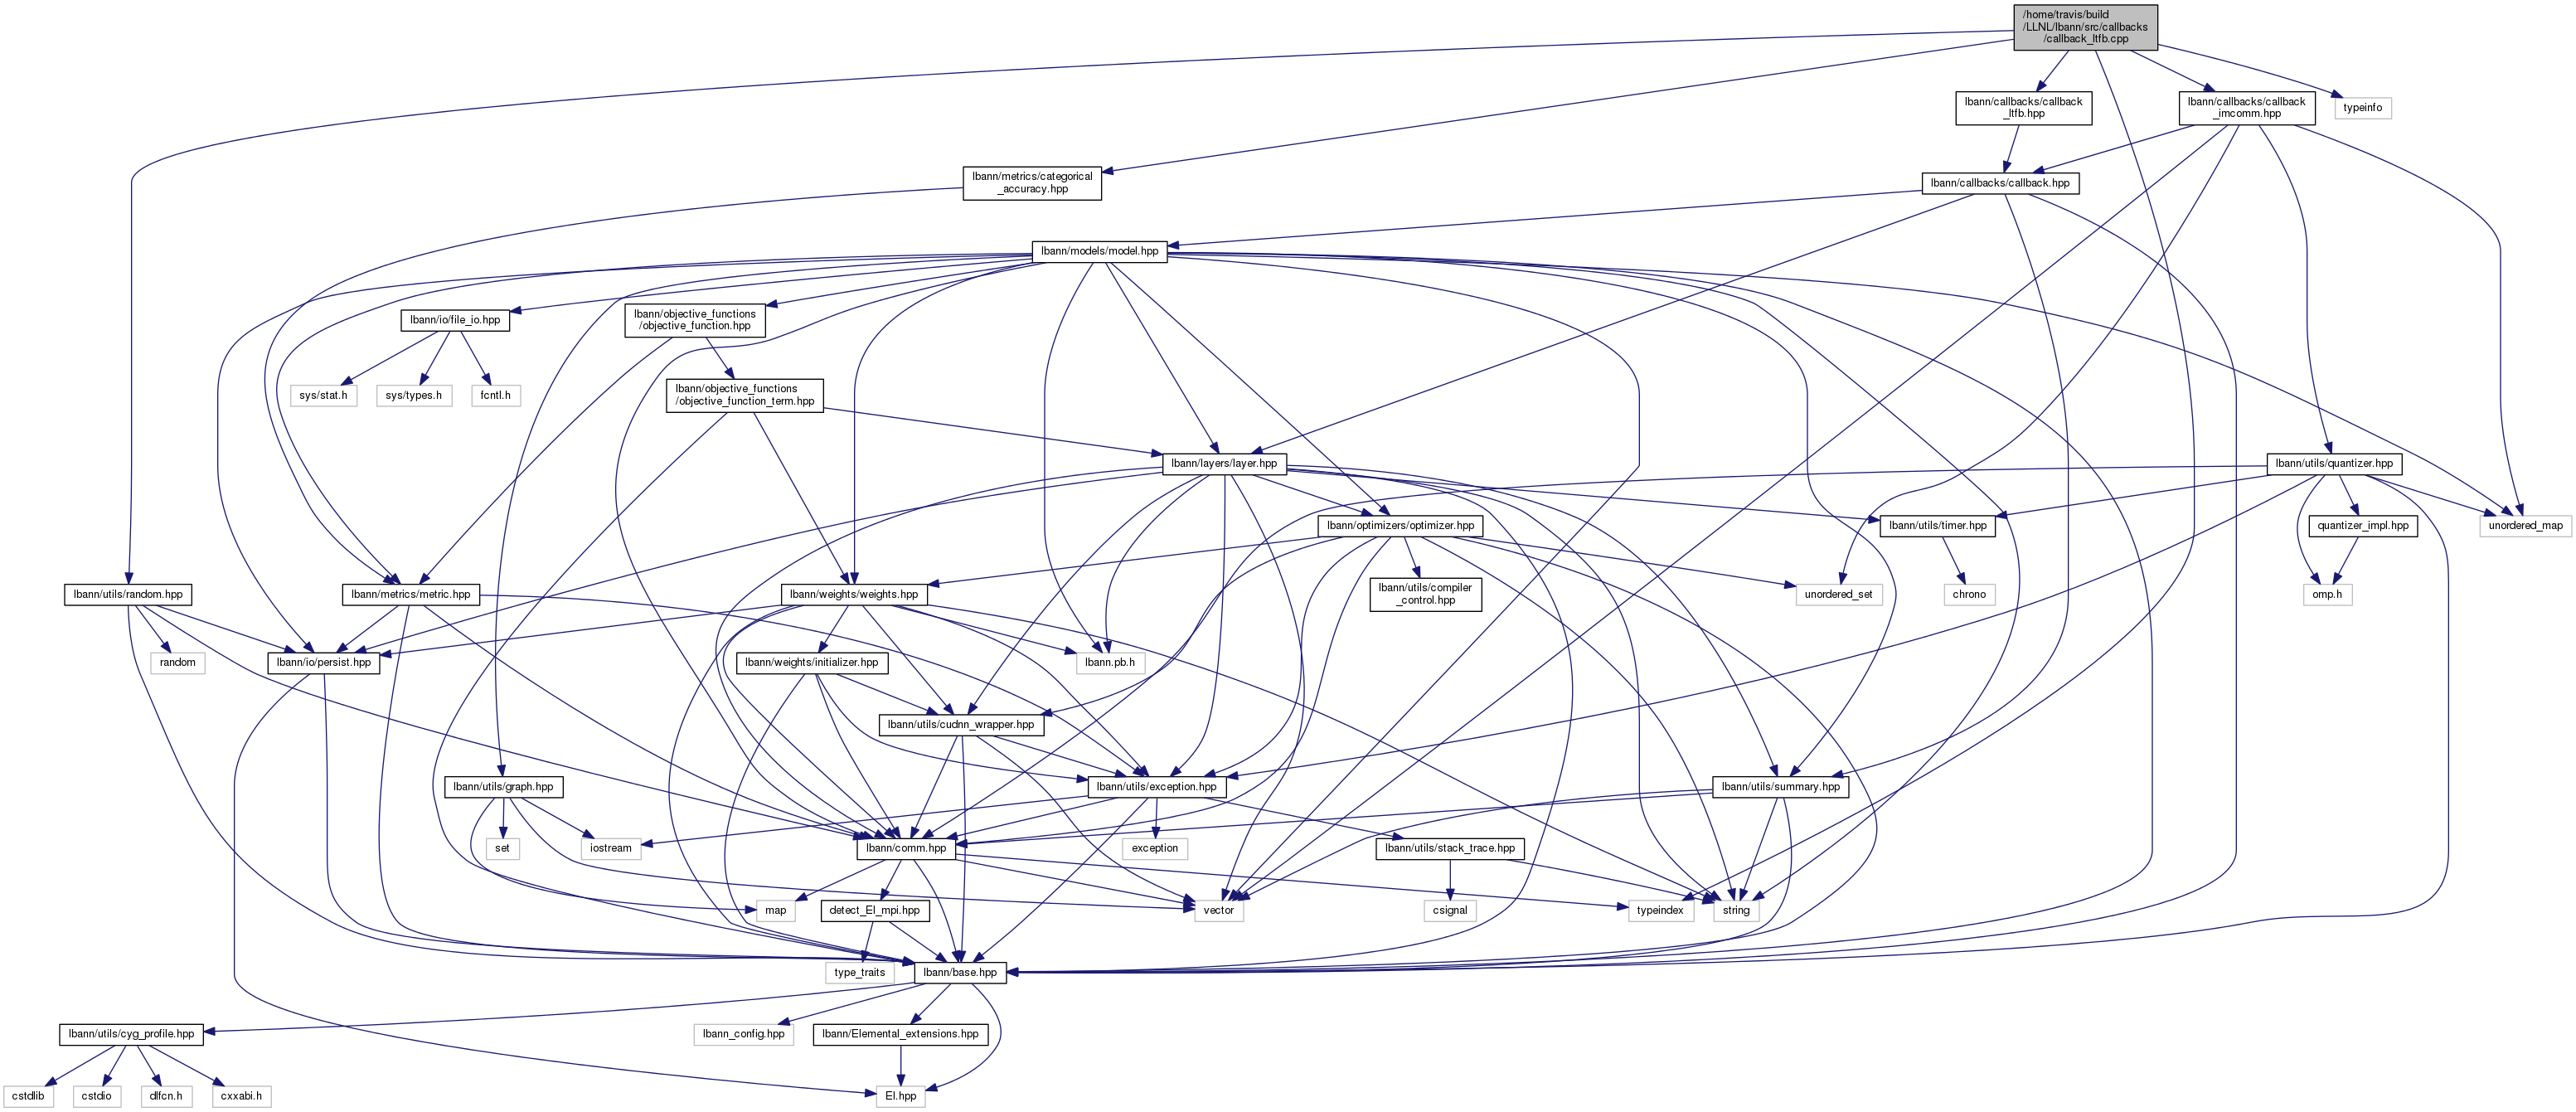 /home/travis/build
/LLNL/lbann/src/callbacks
/callback_ltfb.cpp
lbann/callbacks/callback
_ltfb.hpp
lbann/callbacks/callback
_imcomm.hpp
typeinfo
lbann/metrics/categorical
_accuracy.hpp
lbann/callbacks/callback.hpp
lbann/models/model.hpp
lbann/io/file_io.hpp
lbann/objective_functions
/objective_function.hpp
sys/stat.h
sys/types.h
fcntl.h
lbann/objective_functions
/objective_function_term.hpp
lbann/layers/layer.hpp
lbann/utils/quantizer.hpp
lbann/optimizers/optimizer.hpp
lbann/utils/timer.hpp
quantizer_impl.hpp
unordered_map
lbann/utils/random.hpp
lbann/metrics/metric.hpp
lbann/weights/weights.hpp
lbann/utils/compiler
_control.hpp
unordered_set
chrono
omp.h
random
lbann/io/persist.hpp
lbann/weights/initializer.hpp
lbann.pb.h
lbann/utils/cudnn_wrapper.hpp
lbann/utils/graph.hpp
lbann/utils/exception.hpp
lbann/utils/summary.hpp
set
iostream
lbann/comm.hpp
exception
lbann/utils/stack_trace.hpp
map
detect_El_mpi.hpp
vector
csignal
typeindex
string
type_traits
lbann/base.hpp
lbann/utils/cyg_profile.hpp
lbann_config.hpp
lbann/Elemental_extensions.hpp
cstdlib
cstdio
dlfcn.h
cxxabi.h
El.hpp